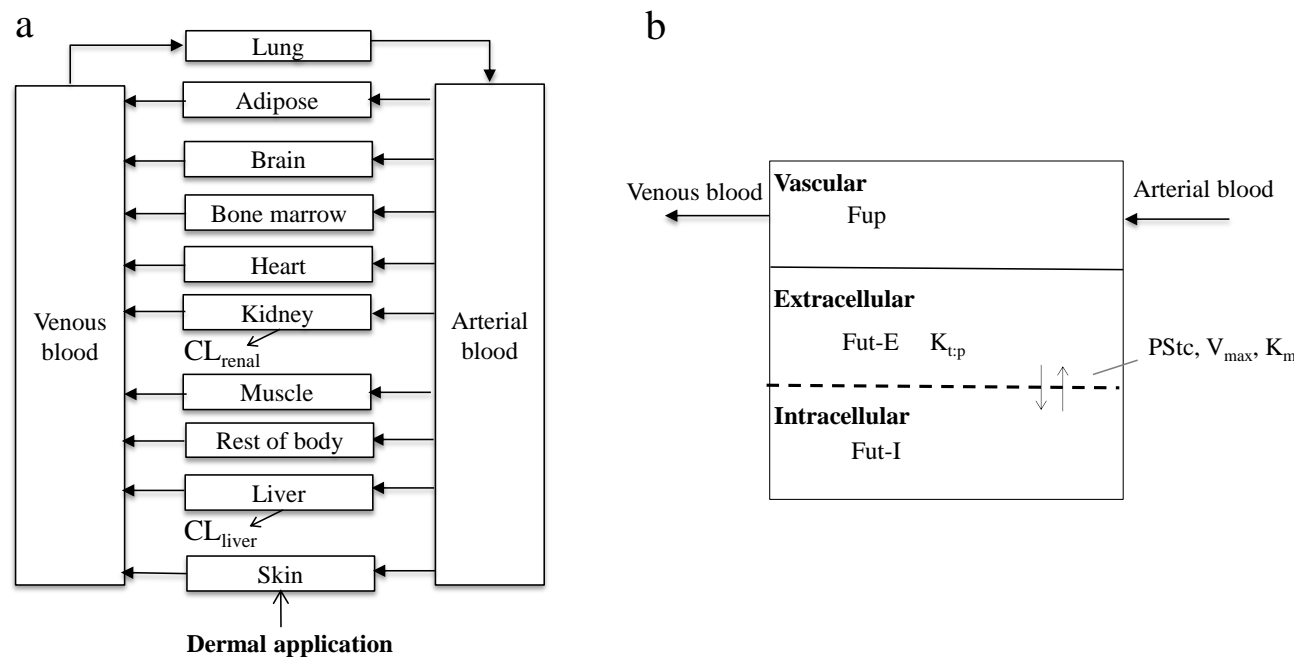 a
Lung
Adipose
Brain
Bone marrow
Heart
Kidney
CLrenal
Muscle
Rest of body
Liver
CLliver
Skin
Dermal application
Venous
blood
Arterial
blood
b
Venous blood
Arterial blood
Vascular
Fup
Extracellular
Fut-E Kt:p
PStc, Vmax, Km
Intracellular
Fut-I